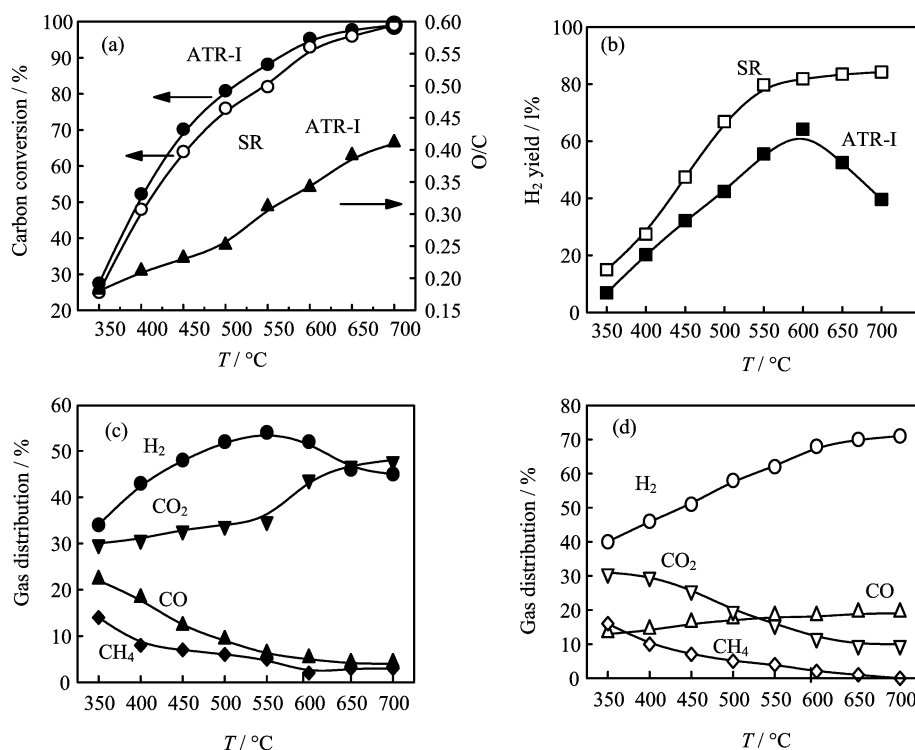 (a)
ATR-I
SR
ATR-I
Carbon conversion / %
100
90
80
70
60
50
40
30
20
O/C
0.60
0.55
0.50
0.45
0.40
0.35
0.30
0.25
0.20
0.15
350 400 450 500 550 600 650 700
T / °C
(b)
SR
ATR-I
H₂ yield / 1%
100
80
60
40
20
0
350 400 450 500 550 600 650 700
T / °C
(c)
H₂
CO₂
CO
CH₄
Gas distribution / %
60
50
40
30
20
10
0
350 400 450 500 550 600 650 700
T / °C
(d)
H₂
CO₂
CO
CH₄
Gas distribution / %
80
70
60
50
40
30
20
10
0
350 400 450 500 550 600 650 700
T / °C